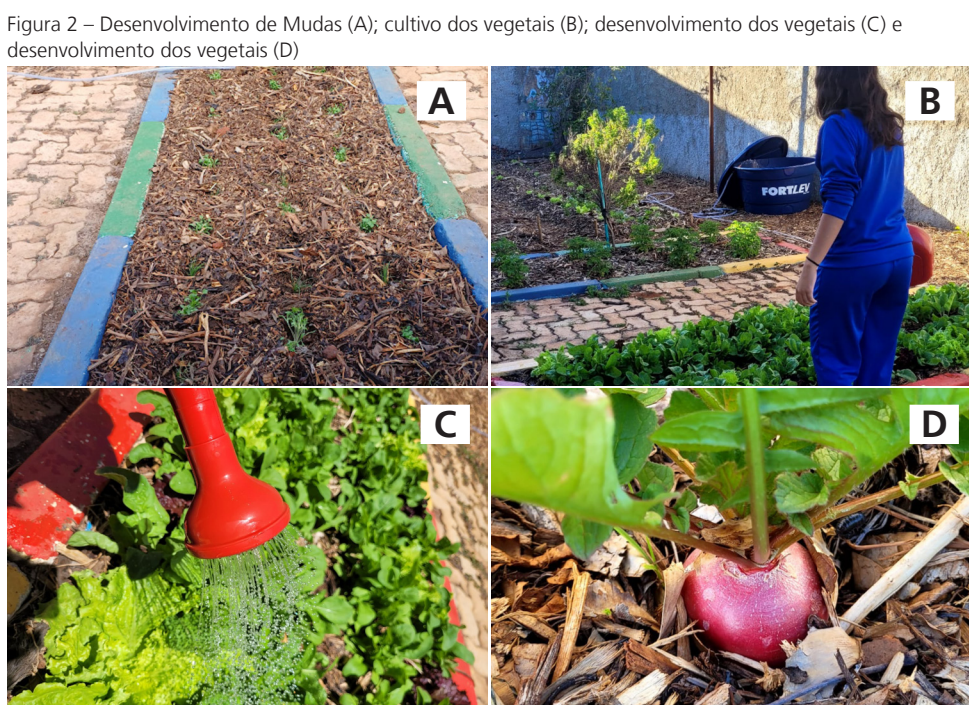 Figura 2 – Desenvolvimento de Mudas (A); cultivo dos vegetais (B); desenvolvimento dos vegetais (C) e
desenvolvimento dos vegetais (D)
A
B
FORTLEV
C
D